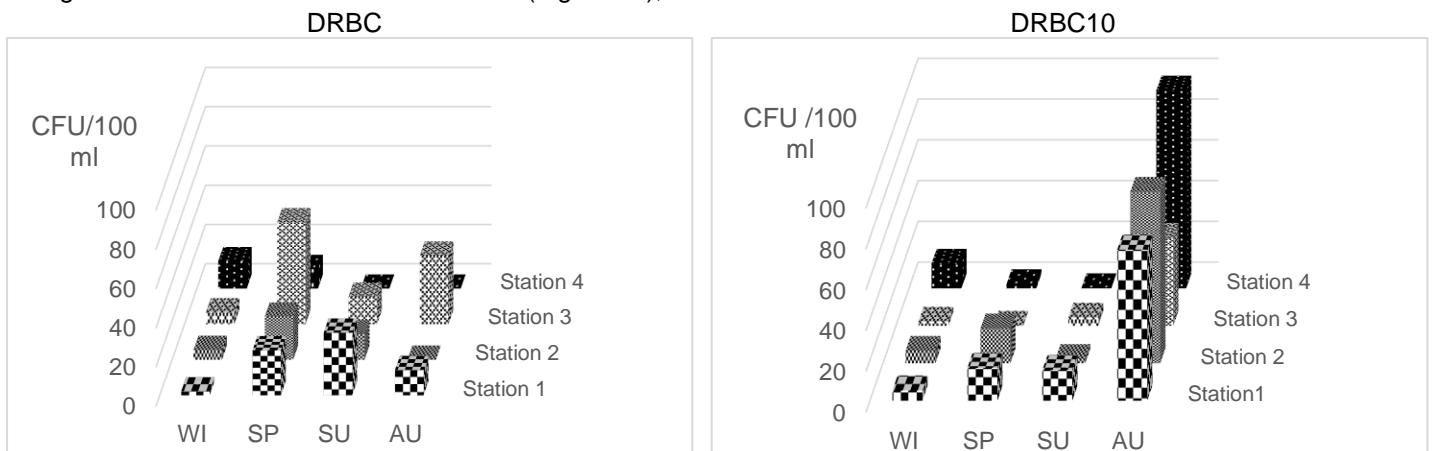 DRBC
DRBC10
CFU/100
ml
100
80
60
40
20
0
WI SP SU AU
Station 4
Station 3
Station 2
Station 1
CFU /100
ml
100
80
60
40
20
0
WI SP SU AU
Station 4
Station 3
Station 2
Station1